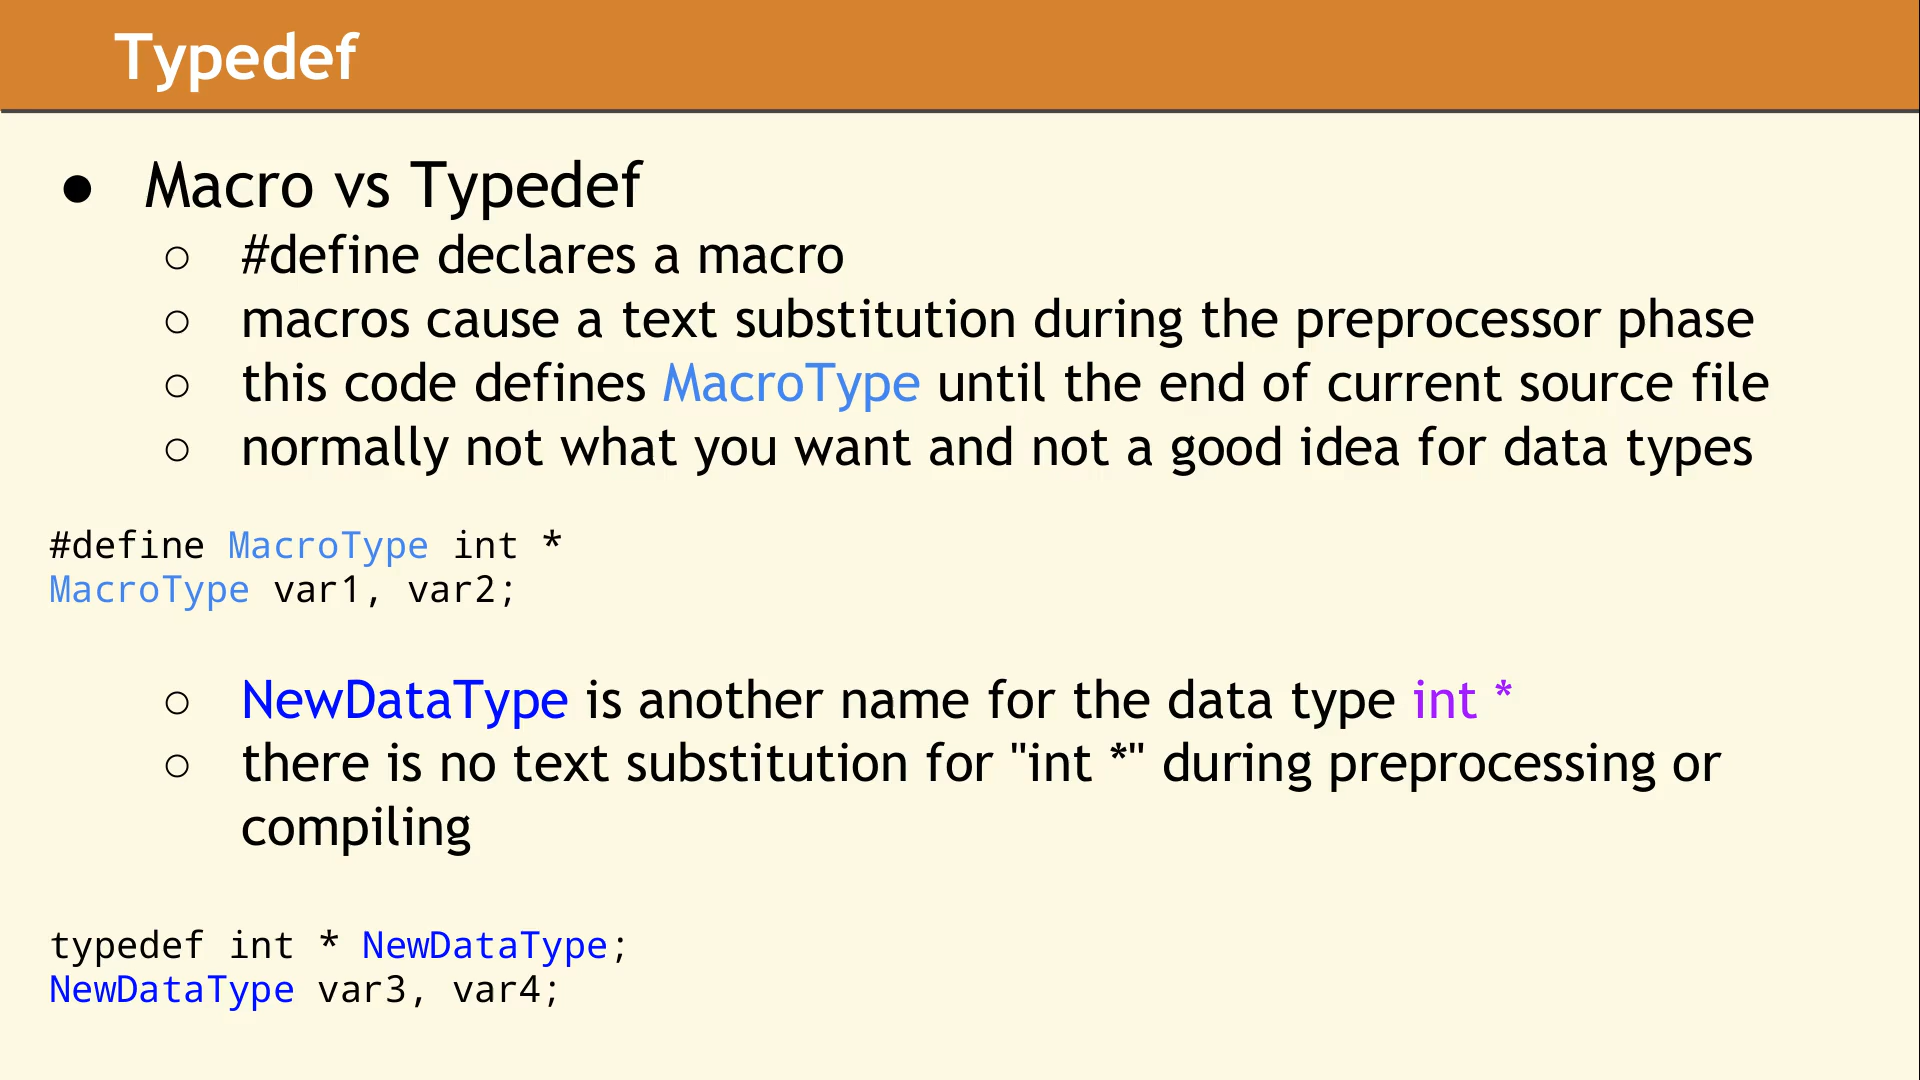 Typedef
● Macro vs Typedef
○ #define declares a macro
○ macros cause a text substitution during the preprocessor phase
○ this code defines MacroType until the end of current source file
○ normally not what you want and not a good idea for data types
#define MacroType int *
MacroType var1, var2;
○ NewDataType is another name for the data type int *
○ there is no text substitution for "int *" during preprocessing or
compiling
typedef int * NewDataType;
NewDataType var3, var4;